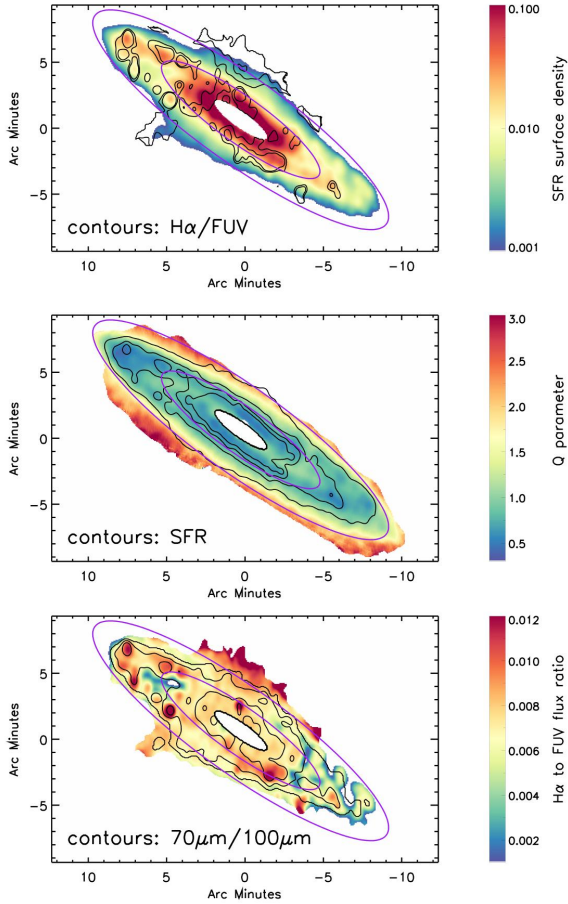 0.100
5
0
-5
Arc Minutes
contours: Hα/FUV
10 5 0 -5 -10
Arc Minutes
0.010
0.001
SFR surface density
3.0
5
0
-5
Arc Minutes
contours: SFR
10 5 0 -5 -10
Arc Minutes
2.5
2.0
1.5
1.0
0.5
Q parameter
0.012
5
0
-5
Arc Minutes
contours: 70μm/100μm
10 5 0 -5 -10
Arc Minutes
0.010
0.008
0.006
0.004
0.002
Hα to FUV flux ratio